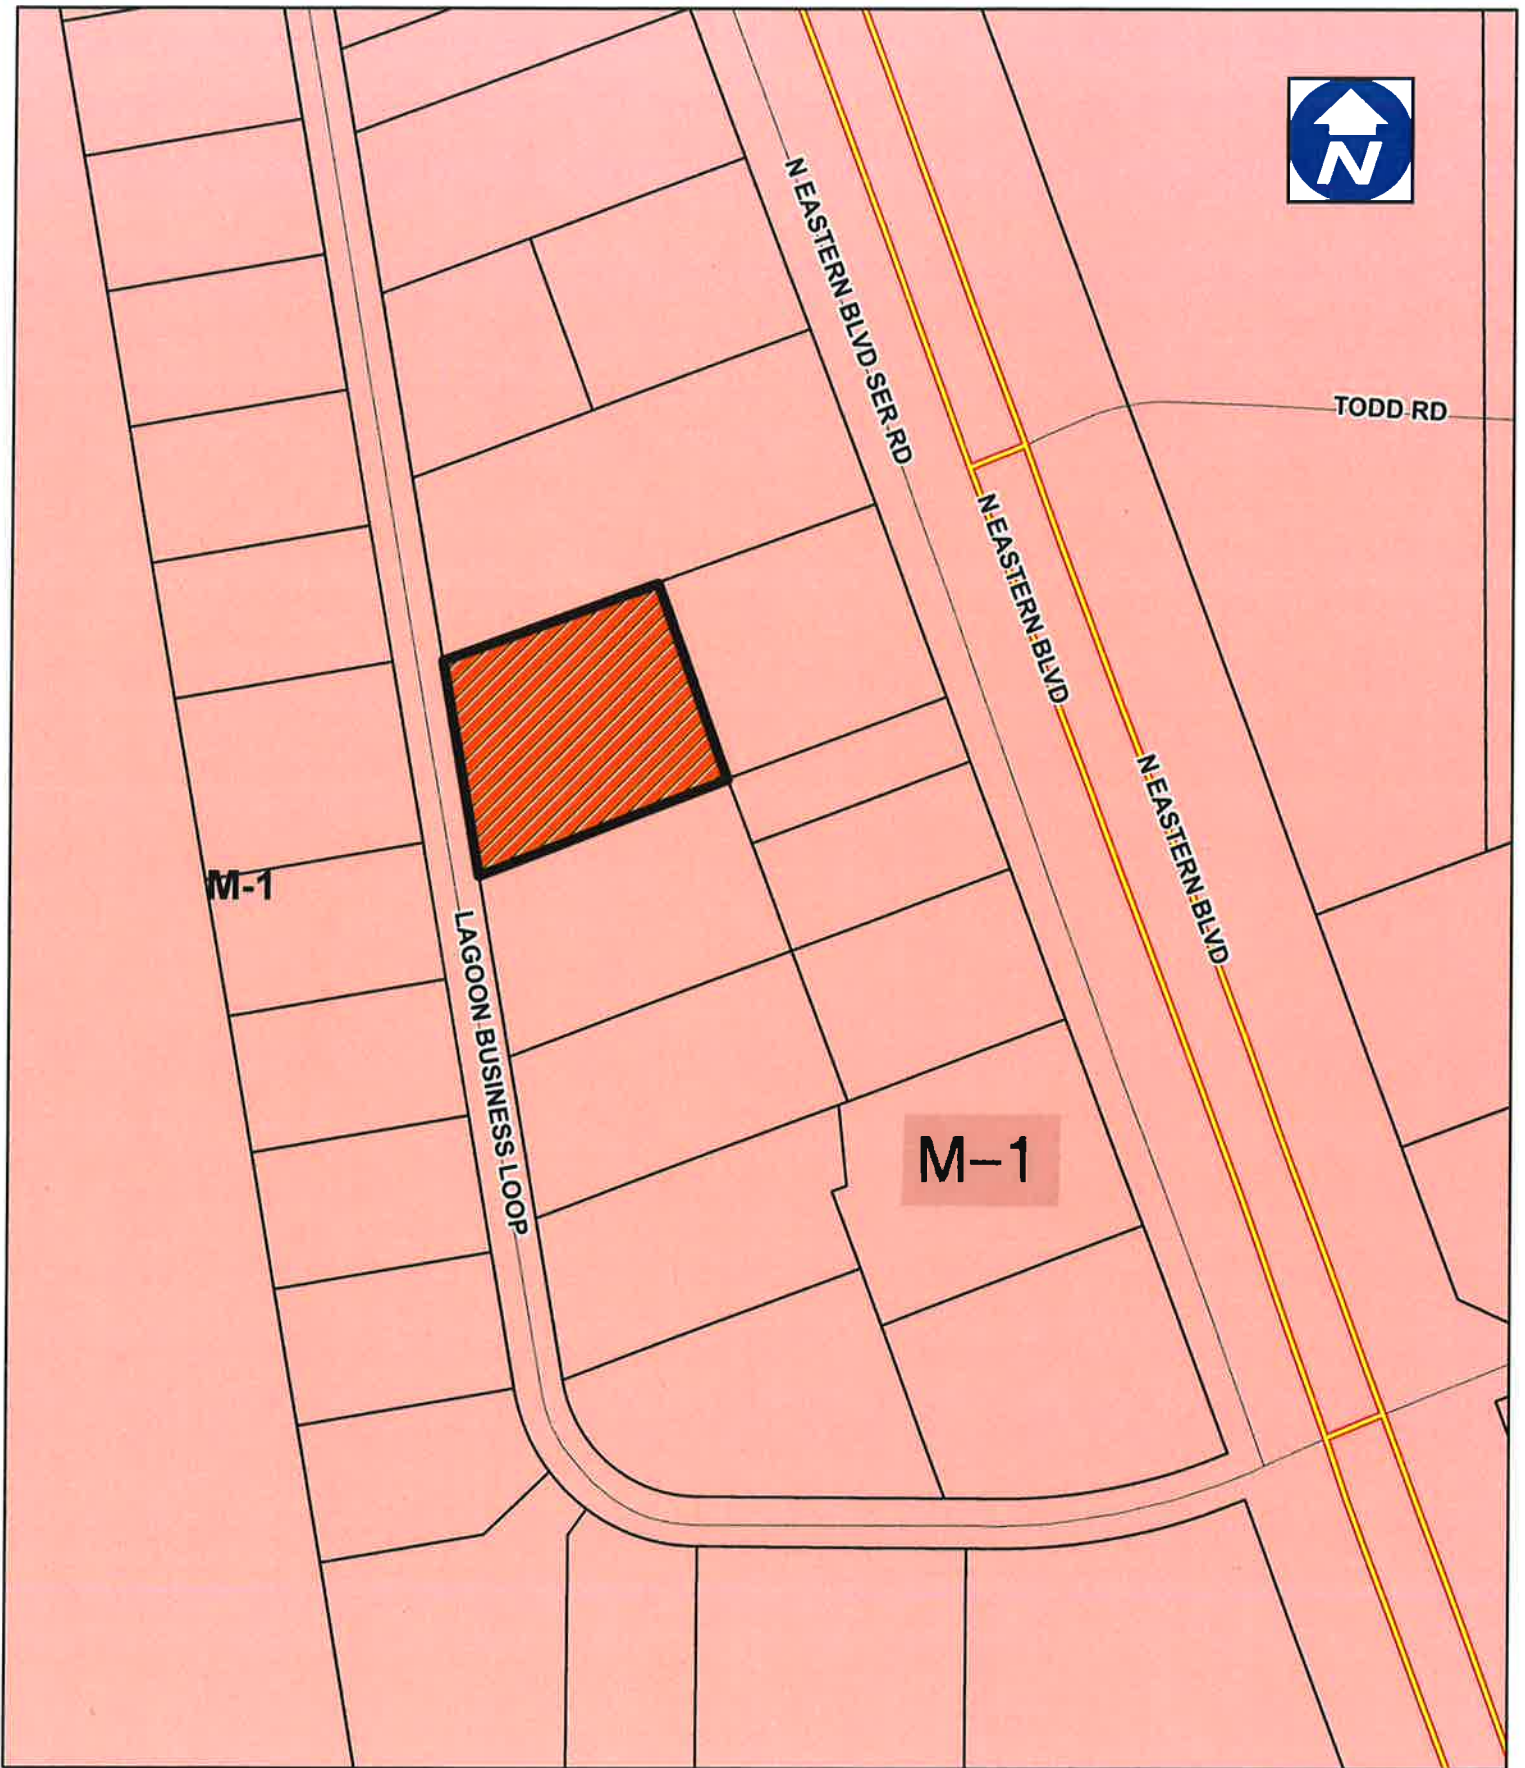 N
N EASTERN BLVD SER RD
TODD RD
N EASTERN BLVD
N EASTERN BLVD
M-1
LAGOON BUSINESS LOOP
M-1